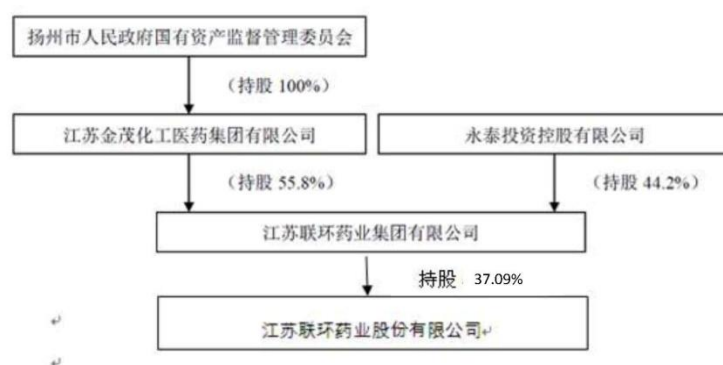 扬州市人民政府国有资产监督管理委员会
（持股 100%）
江苏金茂化工医药集团有限公司
永泰投资控股有限公司
（持股 55.8%）
（持股 44.2%）
江苏联环药业集团有限公司
持股 37.09%
江苏联环药业股份有限公司